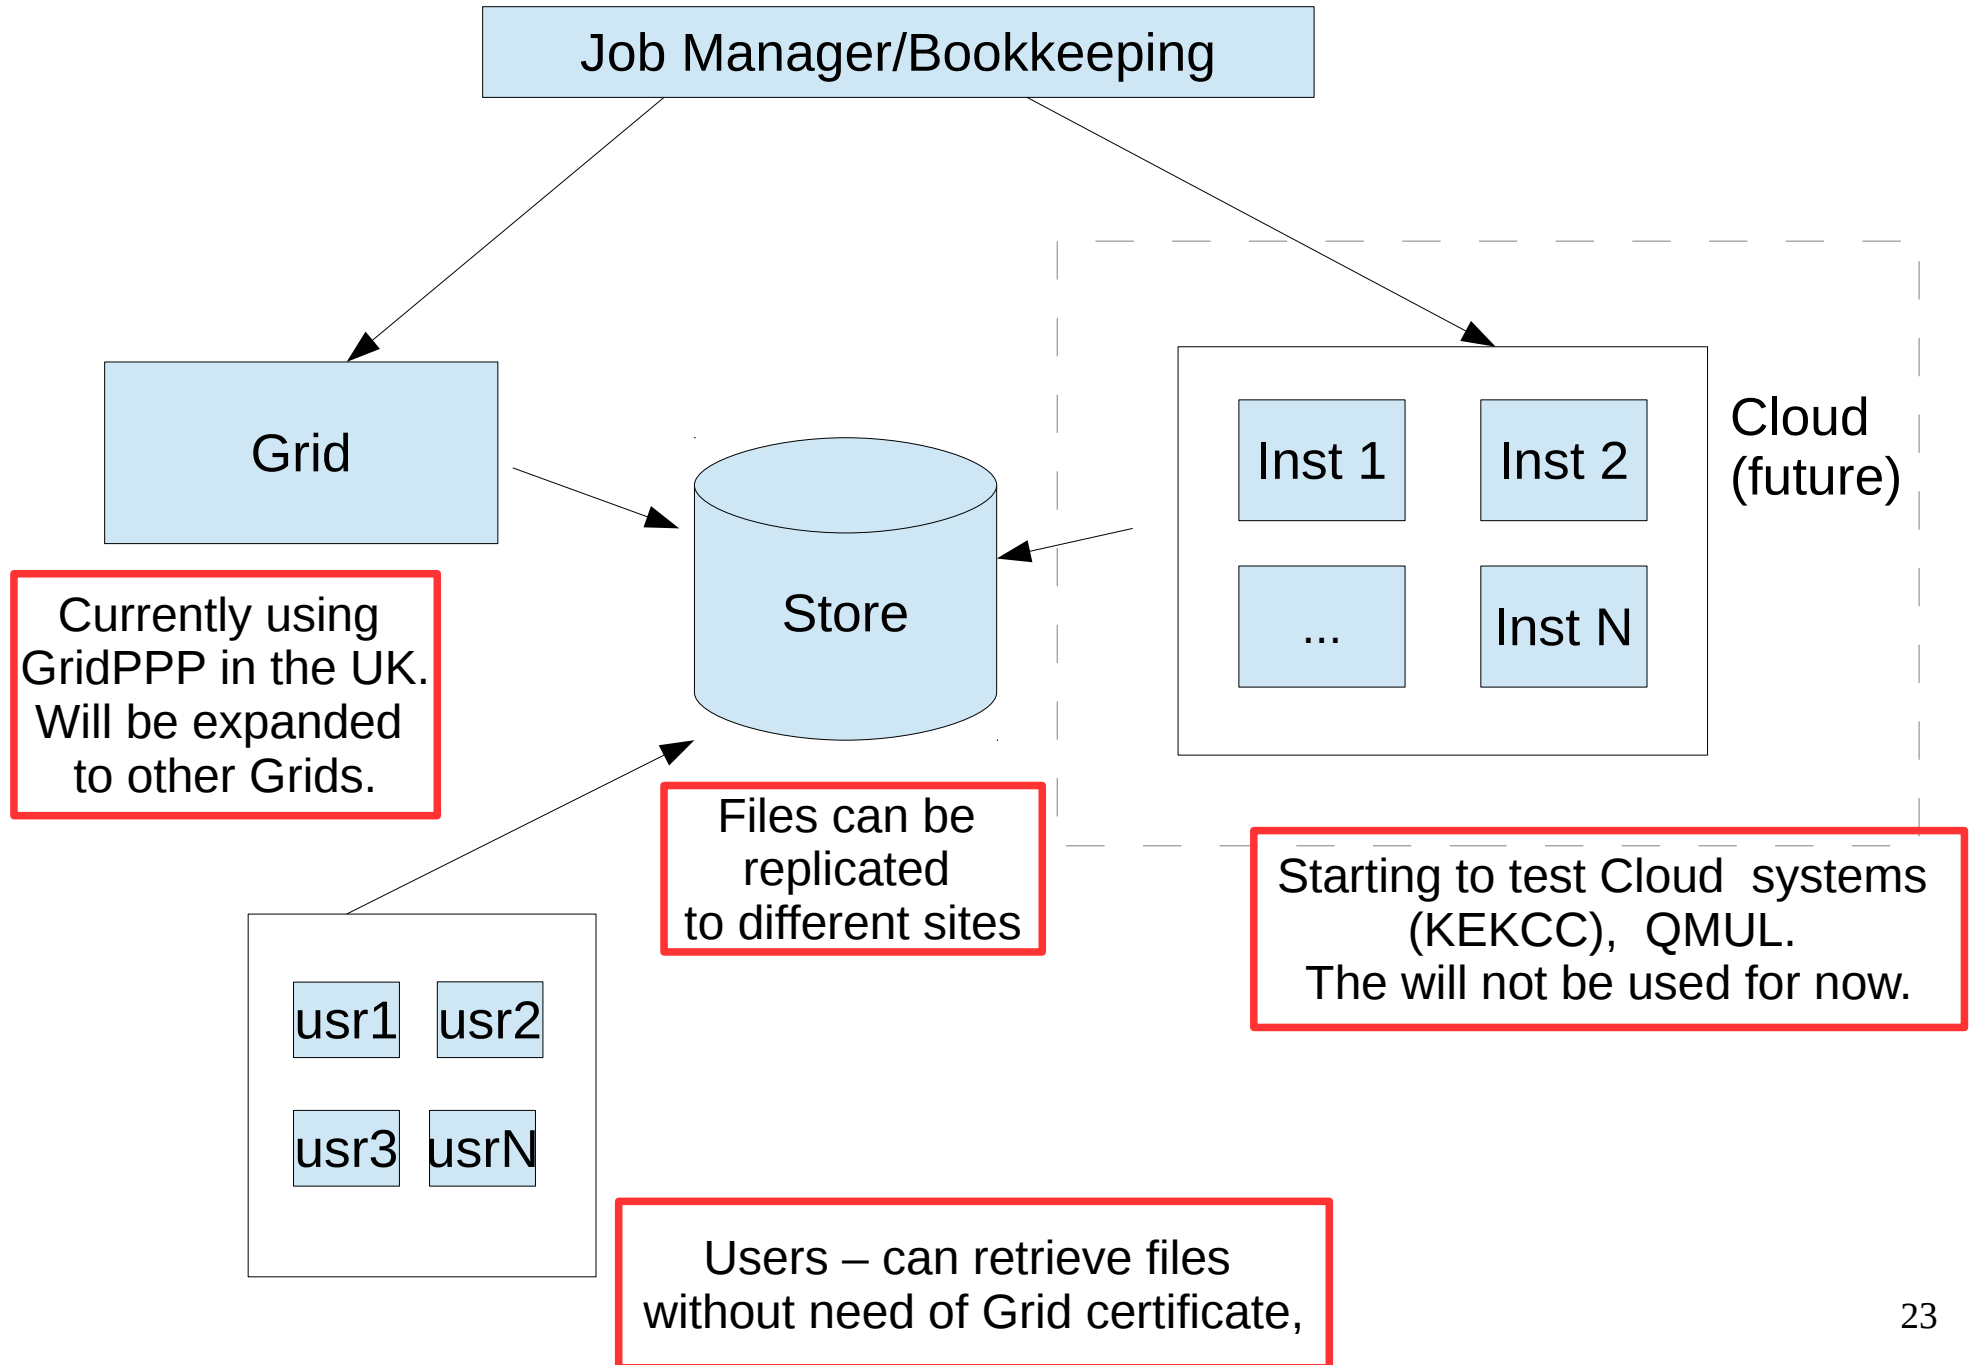 Job Manager/Bookkeeping
Grid
Store
Inst 1
Inst 2
...
Inst N
Cloud
(future)
Currently using
GridPPP in the UK.
Will be expanded
to other Grids.
Files can be
replicated
to different sites
Starting to test Cloud  systems
(KEKCC),  QMUL.
The will not be used for now.
usr1
usr2
usr3
usrN
Users – can retrieve files
without need of Grid certificate,
23